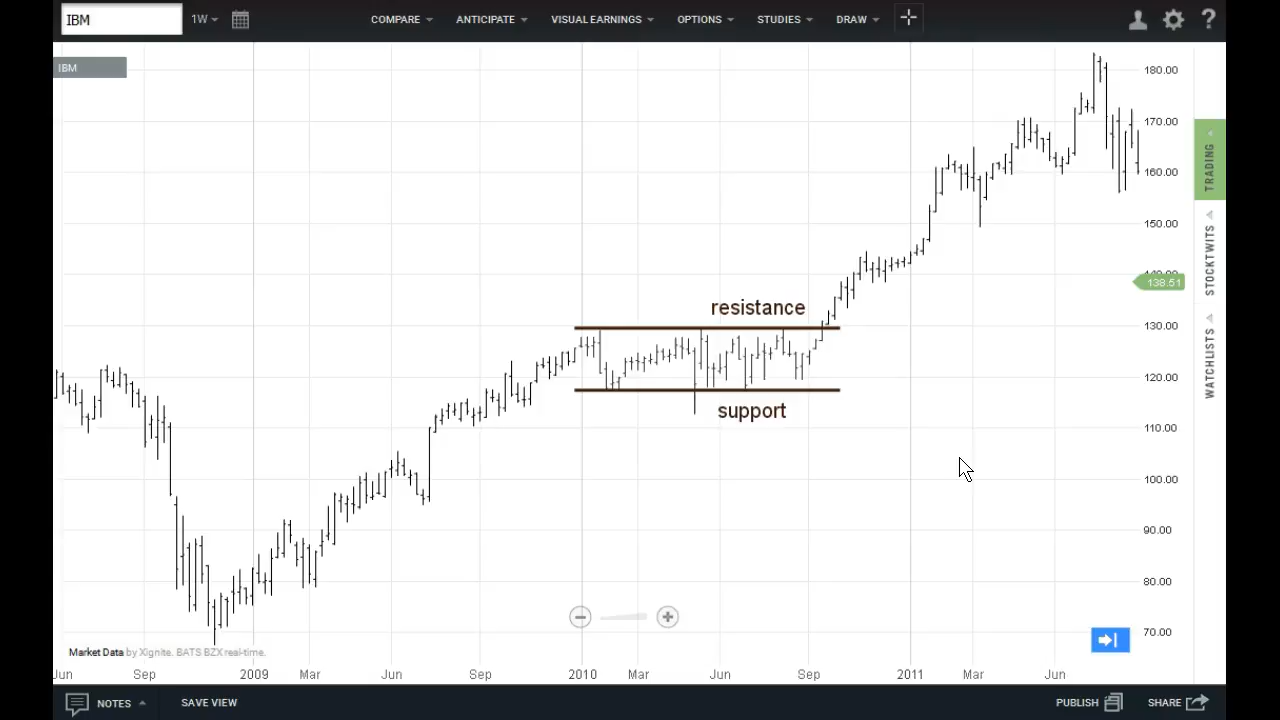 IBM 1W COMPARE ANTICIPATE VISUAL EARNINGS OPTIONS STUDIES DRAW ?
IBM
180.00
170.00
TRADING
160.00
150.00
STOCKTWITS
140.00
138.51
resistance
130.00
WATCHLISTS
120.00
support
110.00
100.00
90.00
80.00
70.00
Market Data by Xignite. BATS BZX real-time.
Jun Sep 2009 Mar Jun Sep 2010 Mar Jun Sep 2011 Mar Jun
NOTES SAVE VIEW PUBLISH SHARE